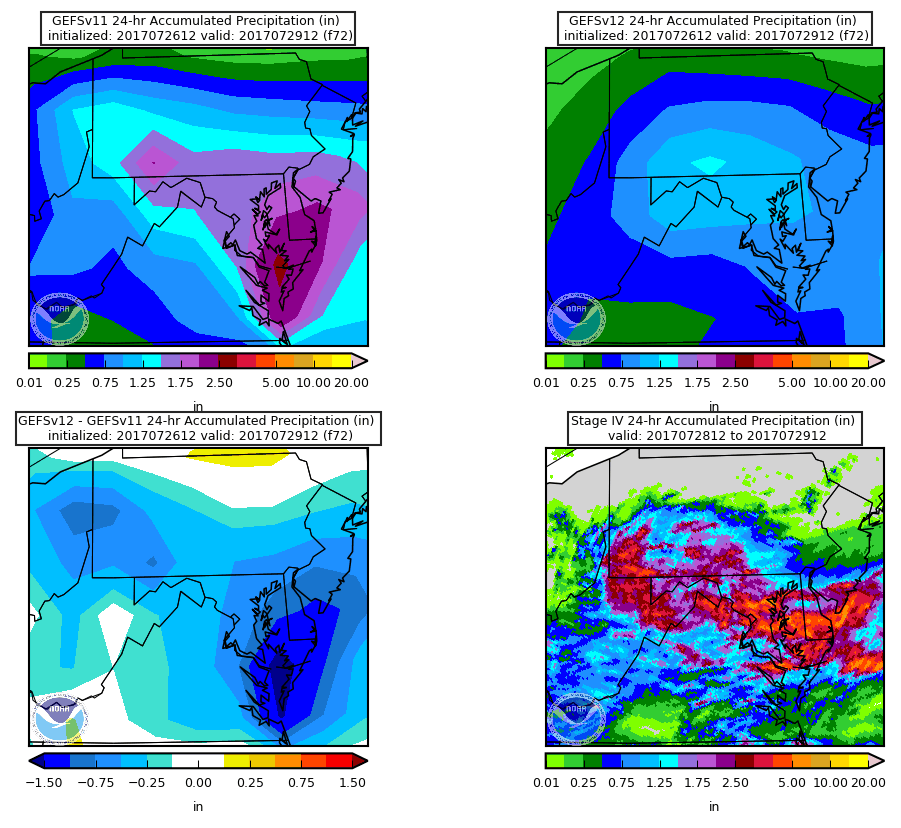 GEFSv11 24-hr Accumulated Precipitation (in)
initialized: 2017072612 valid: 2017072912 (f72)
NOAA
0.01 0.25 0.75 1.25 1.75 2.50 5.00 10.00 20.00
in
GEFSv12 24-hr Accumulated Precipitation (in)
initialized: 2017072612 valid: 2017072912 (f72)
NOAA
0.01 0.25 0.75 1.25 1.75 2.50 5.00 10.00 20.00
in
GEFSv12 - GEFSv11 24-hr Accumulated Precipitation (in)
initialized: 2017072612 valid: 2017072912 (f72)
NOAA
−1.50 −0.75 −0.25 0.00 0.25 0.75 1.50
in
Stage IV 24-hr Accumulated Precipitation (in)
valid: 2017072812 to 2017072912
NOAA
0.01 0.25 0.75 1.25 1.75 2.50 5.00 10.00 20.00
in